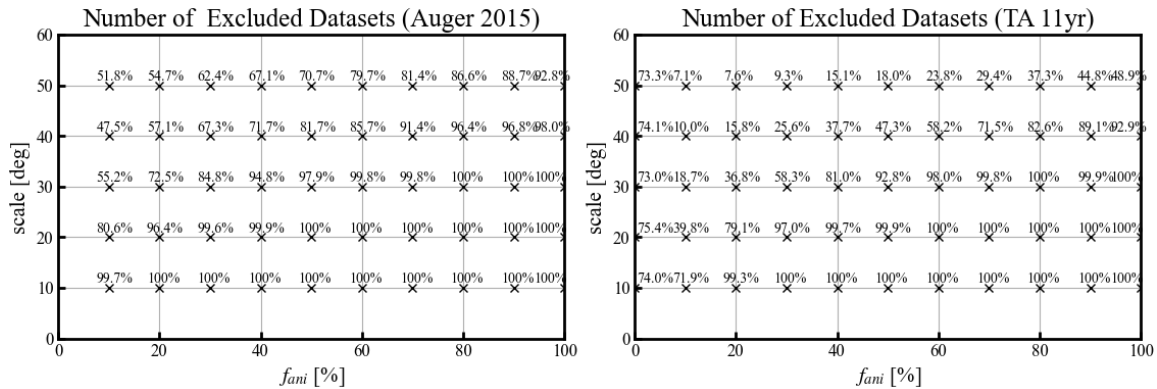 Number of  Excluded Datasets (Auger 2015)
60
51.8% 54.7% 62.4% 67.1% 70.7% 79.7% 81.4% 86.6% 88.7% 92.8%
50
47.5% 57.1% 67.3% 71.7% 81.7% 85.7% 91.4% 96.4% 96.8% 98.0%
40
55.2% 72.5% 84.8% 94.8% 97.9% 99.8% 99.8% 100% 100% 100%
30
80.6% 96.4% 99.6% 99.9% 100% 100% 100% 100% 100% 100%
20
99.7% 100% 100% 100% 100% 100% 100% 100% 100% 100%
10
0
scale [deg]
0 20 40 60 80 100
f_ani [%]
Number of Excluded Datasets (TA 11yr)
60
73.3% 7.1% 7.6% 9.3% 15.1% 18.0% 23.8% 29.4% 37.3% 44.8% 48.9%
50
74.1% 10.0% 15.8% 25.6% 37.7% 47.3% 58.2% 71.5% 82.6% 89.1% 92.9%
40
73.0% 18.7% 36.8% 58.3% 81.0% 92.8% 98.0% 99.8% 100% 99.9% 100%
30
75.4% 39.8% 79.1% 97.0% 99.7% 99.9% 100% 100% 100% 100% 100%
20
74.0% 71.9% 99.3% 100% 100% 100% 100% 100% 100% 100% 100%
10
0
scale [deg]
0 20 40 60 80 100
f_ani [%]